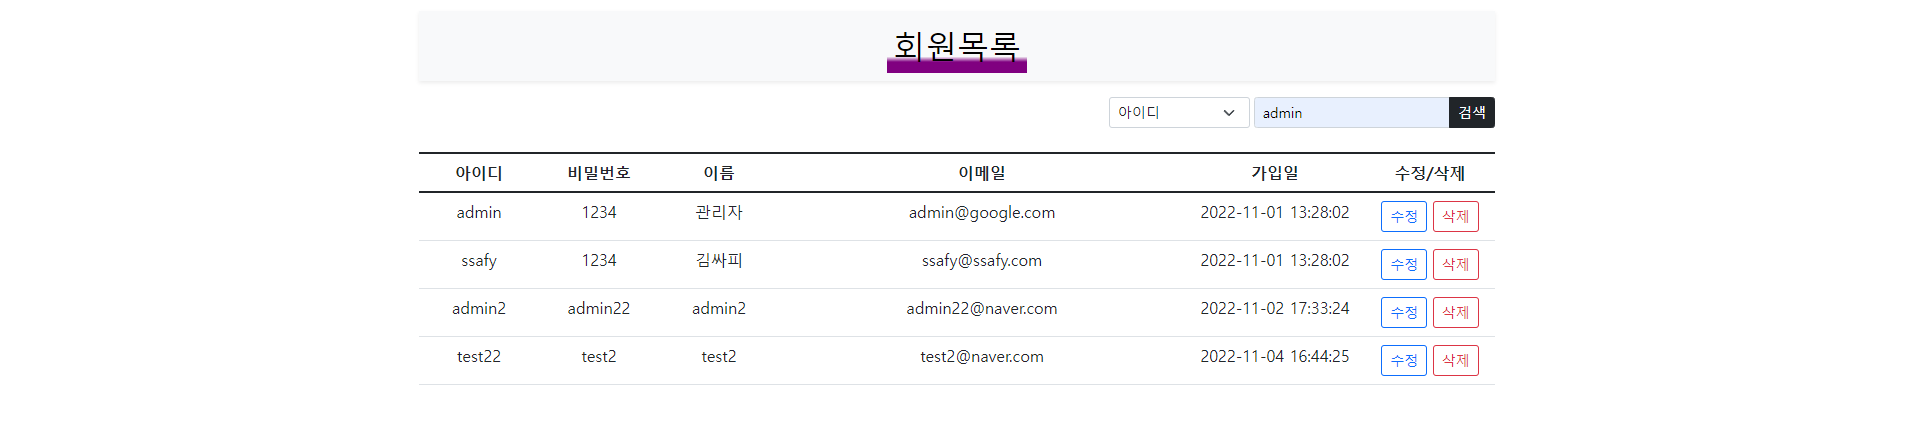 회원목록
아이디 admin 검색
아이디 비밀번호 이름 이메일 가입일 수정/삭제
admin 1234 관리자 admin@google.com 2022-11-01 13:28:02 수정 삭제
ssafy 1234 김싸피 ssafy@ssafy.com 2022-11-01 13:28:02 수정 삭제
admin2 admin22 admin2 admin22@naver.com 2022-11-02 17:33:24 수정 삭제
test22 test2 test2 test2@naver.com 2022-11-04 16:44:25 수정 삭제